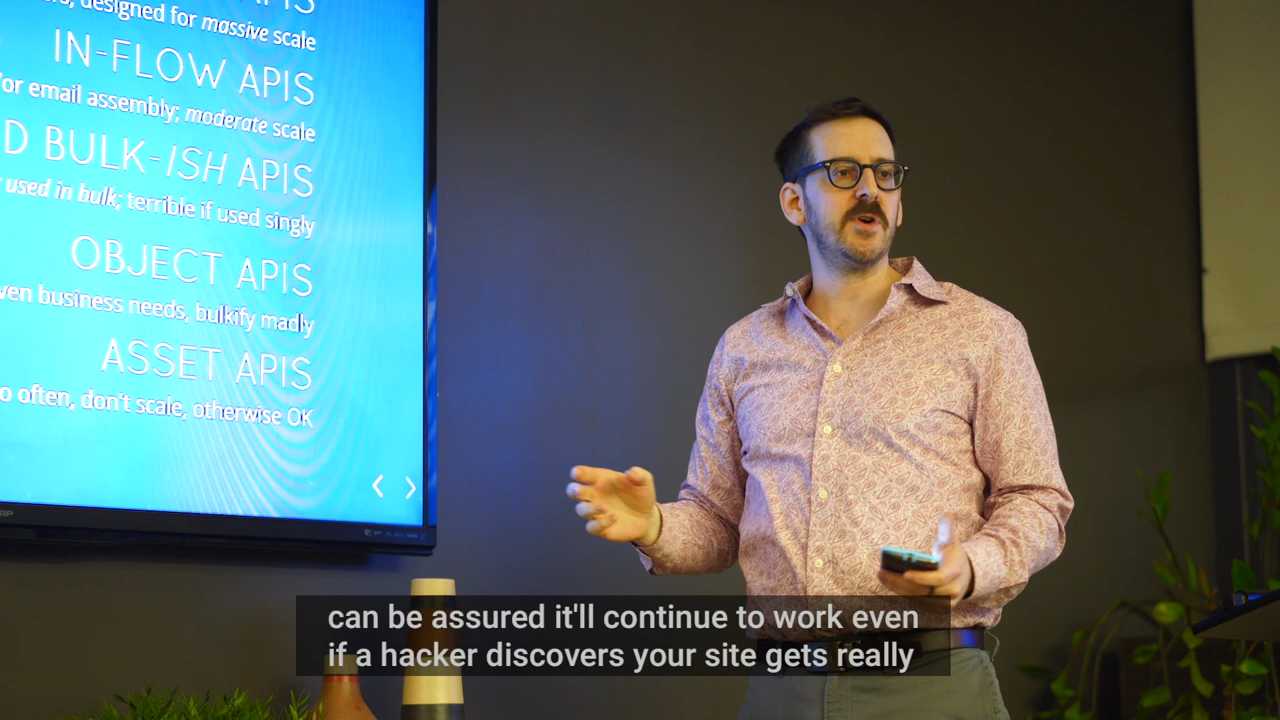 APIS
designed for massive scale
IN-FLOW APIS
or email assembly; moderate scale
D BULK-ISH APIS
used in bulk; terrible if used singly
OBJECT APIS
ven business needs, bulkify madly
ASSET APIS
o often, don't scale, otherwise OK
can be assured it'll continue to work even
if a hacker discovers your site gets really